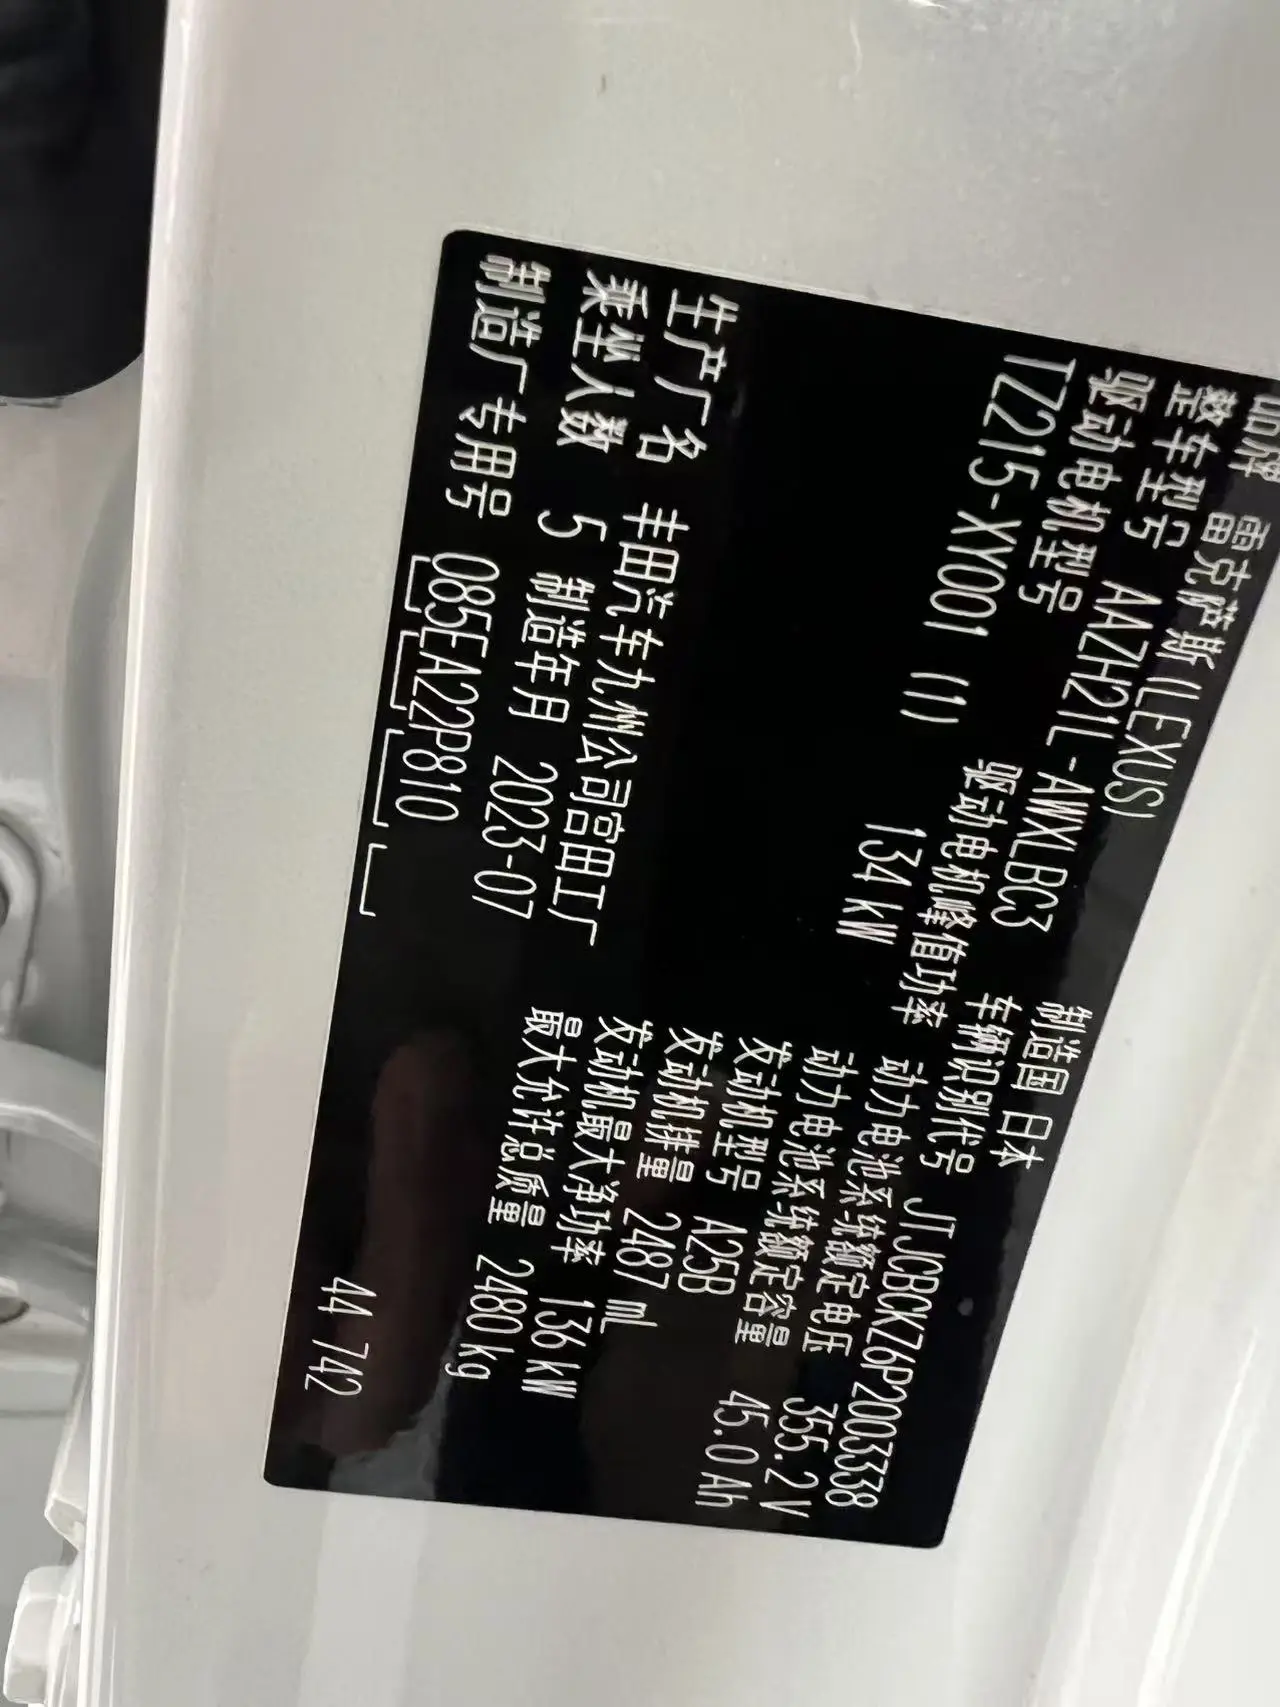 品牌 雷克萨斯(LEXUS) 制造国 日本
整车型号 AAZH21L-AWXLBC3 车辆识别代号 JTJCBCKZ6P2003338
驱动电机型号 驱动电机峰值功率 动力电池系统额定电压 355.2V
TZ215-XY001 (1) 134 kW 动力电池系统额定容量 45.0Ah
发动机型号 A25B
发动机排量 2487 mL
生产厂名 丰田汽车九州公司宫田工厂 发动机最大净功率 136 kW
乘坐人数 5 制造年月 2023-07 最大允许总质量 2480 kg
制造厂专用号 085EA22P810
44 742